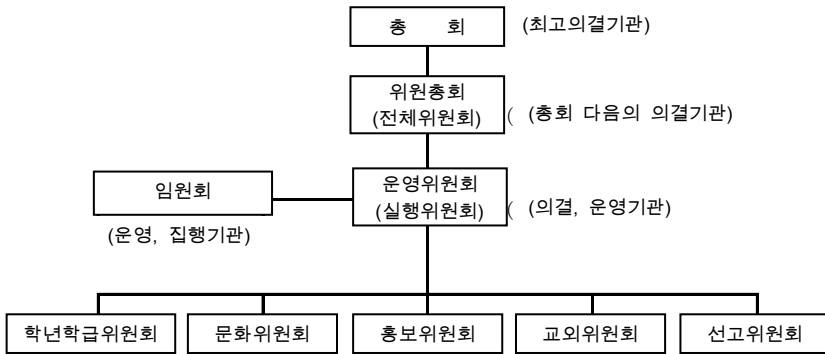 총 회 (최고의결기관)
위원총회
(전체위원회) ( (총회 다음의 의결기관)
임원회
(운영, 집행기관)
운영위원회
(실행위원회) ( (의결, 운영기관)
학년학급위원회 문화위원회 홍보위원회 교외위원회 선고위원회